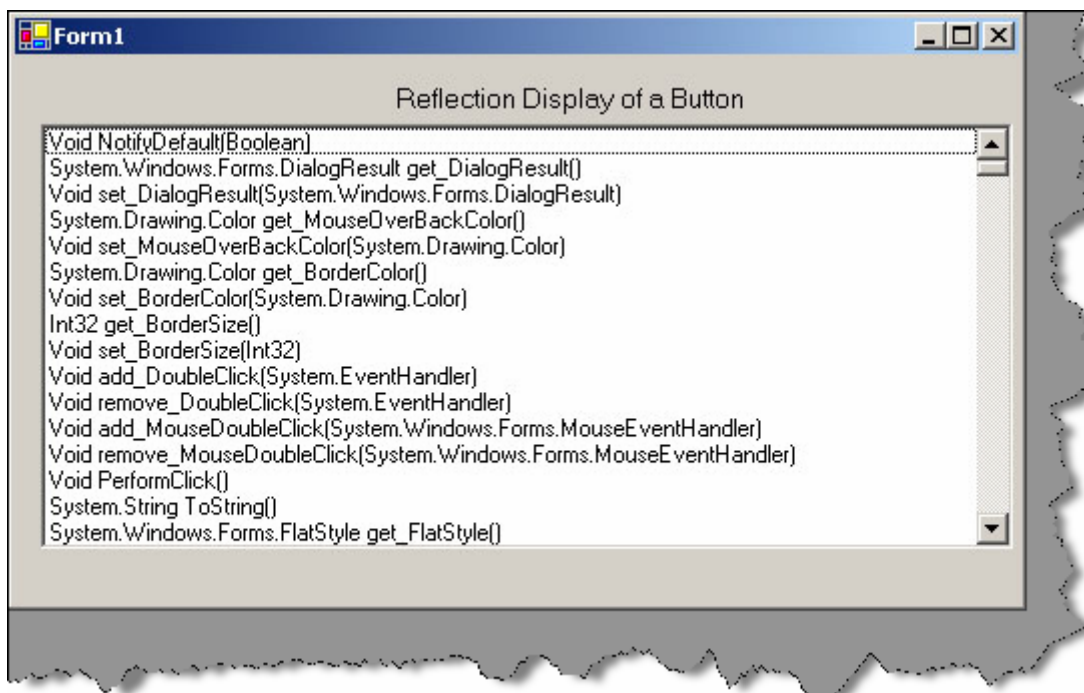 Form1
Reflection Display of a Button
Void NotifyDefault(Boolean)
System.Windows.Forms.DialogResult get_DialogResult()
Void set_DialogResult(System.Windows.Forms.DialogResult)
System.Drawing.Color get_MouseOverBackColor()
Void set_MouseOverBackColor(System.Drawing.Color)
System.Drawing.Color get_BorderColor()
Void set_BorderColor(System.Drawing.Color)
Int32 get_BorderSize()
Void set_BorderSize(Int32)
Void add_DoubleClick(System.EventHandler)
Void remove_DoubleClick(System.EventHandler)
Void add_MouseDoubleClick(System.Windows.Forms.MouseEventHandler)
Void remove_MouseDoubleClick(System.Windows.Forms.MouseEventHandler)
Void PerformClick()
System.String ToString()
System.Windows.Forms.FlatStyle get_FlatStyle()